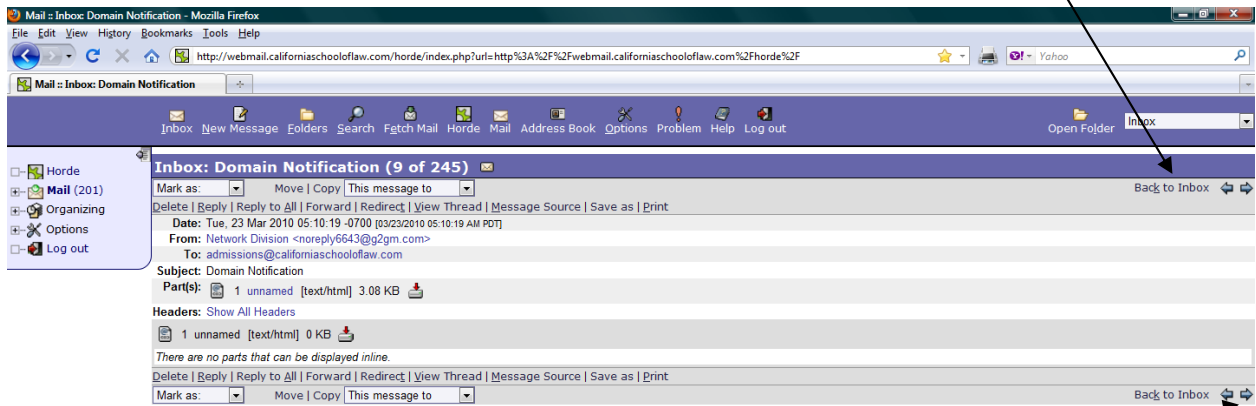 Mail :: Inbox: Domain Notification - Mozilla Firefox
File Edit View History Bookmarks Tools Help
http://webmail.californiaschooloflaw.com/horde/index.php?url=http%3A%2F%2Fwebmail.californiaschooloflaw.com%2Fhorde%2F Yahoo
Mail :: Inbox: Domain Notification
Inbox New Message Folders Search Fetch Mail Horde Mail Address Book Options Problem Help Log out Open Folder Inbox
Horde
Mail (201)
Organizing
Options
Log out
Inbox: Domain Notification (9 of 245)
Mark as: Move | Copy This message to Back to Inbox
Delete | Reply | Reply to All | Forward | Redirect | View Thread | Message Source | Save as | Print
Date: Tue, 23 Mar 2010 05:10:19 -0700 [03/23/2010 05:10:19 AM PDT]
From: Network Division <noreply6643@g2gm.com>
To: admissions@californiaschooloflaw.com
Subject: Domain Notification
Part(s): 1 unnamed [text/html] 3.08 KB
Headers: Show All Headers
1 unnamed [text/html] 0 KB
There are no parts that can be displayed inline.
Delete | Reply | Reply to All | Forward | Redirect | View Thread | Message Source | Save as | Print
Mark as: Move | Copy This message to Back to Inbox